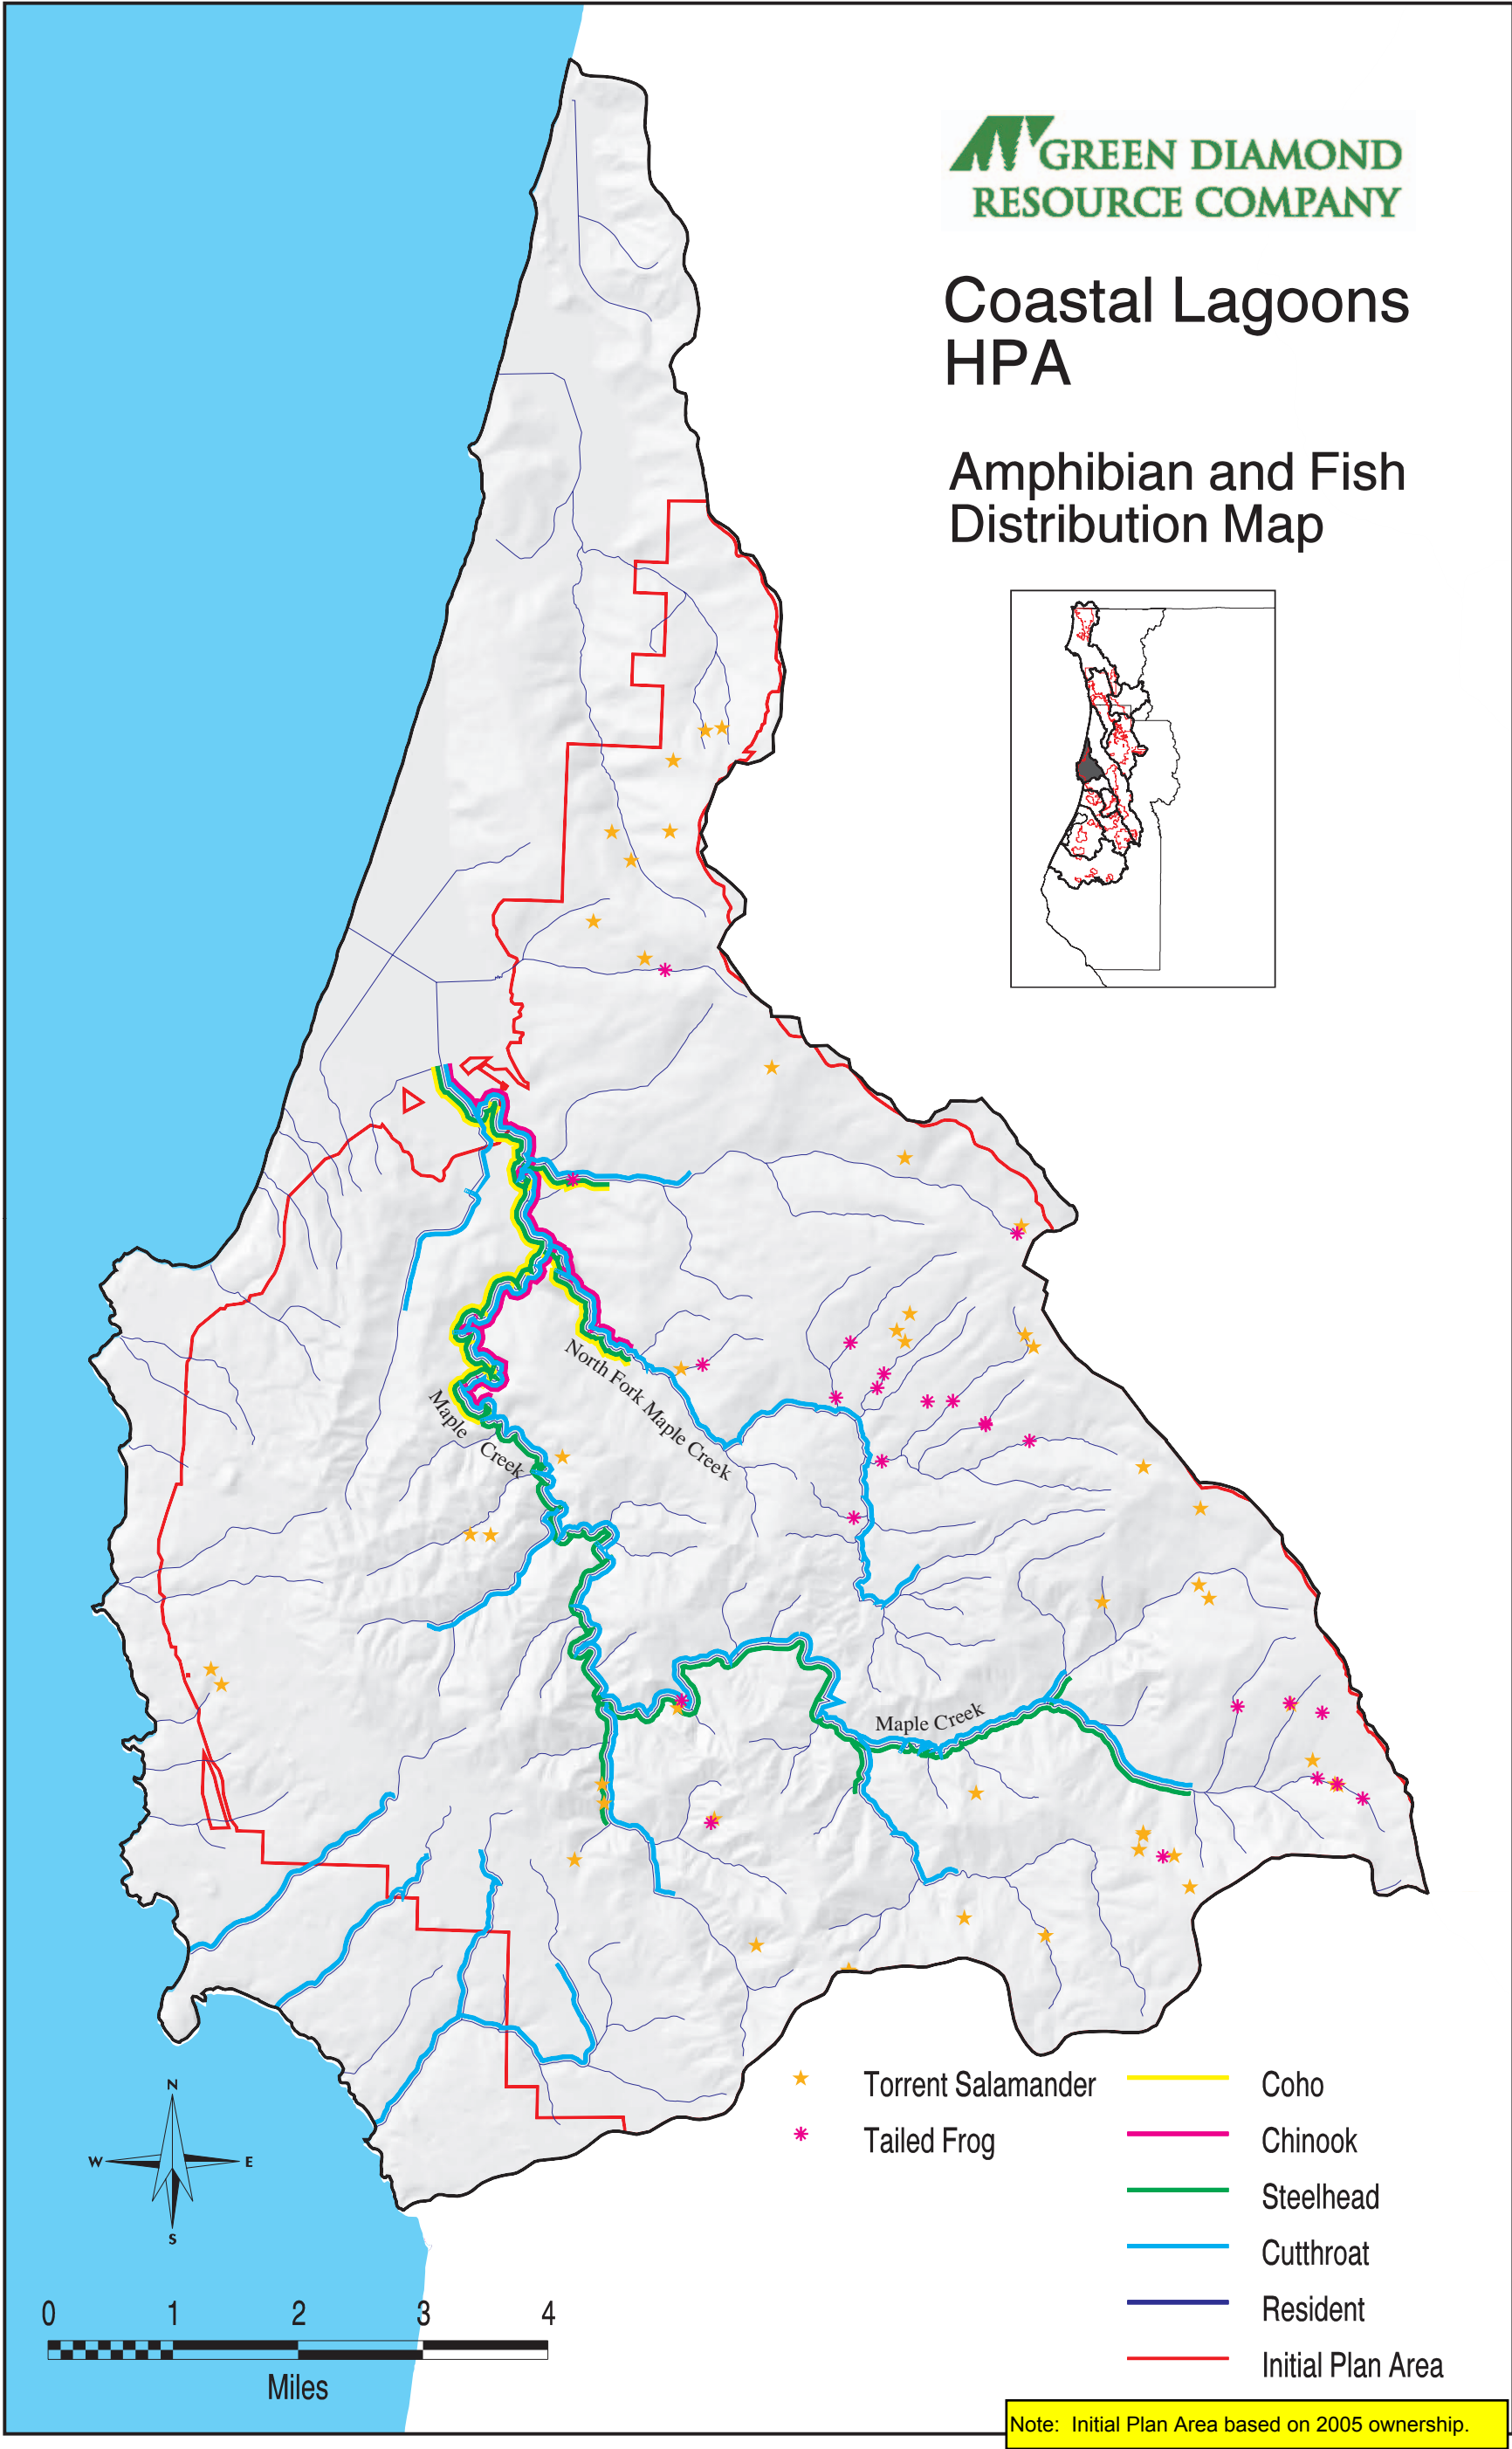 GREEN DIAMOND
RESOURCE COMPANY
Coastal Lagoons
HPA
Amphibian and Fish
Distribution Map
North Fork Maple Creek
Maple Creek
Maple Creek
N
W E
S
Torrent Salamander
Tailed Frog
Coho
Chinook
Steelhead
Cutthroat
Resident
Initial Plan Area
0 1 2 3 4
Miles
Note: Initial Plan Area based on 2005 ownership.